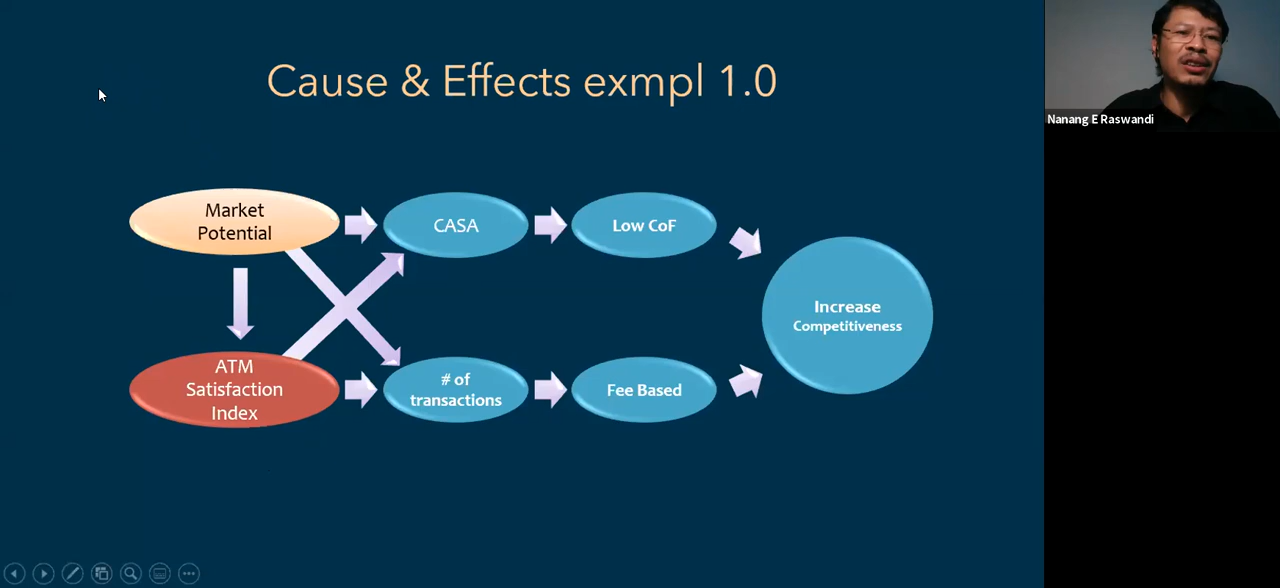 Cause & Effects exmpl 1.0
Nanang E Raswandi
Market
Potential
CASA
Low CoF
Increase
Competitiveness
ATM
Satisfaction
Index
# of
transactions
Fee Based